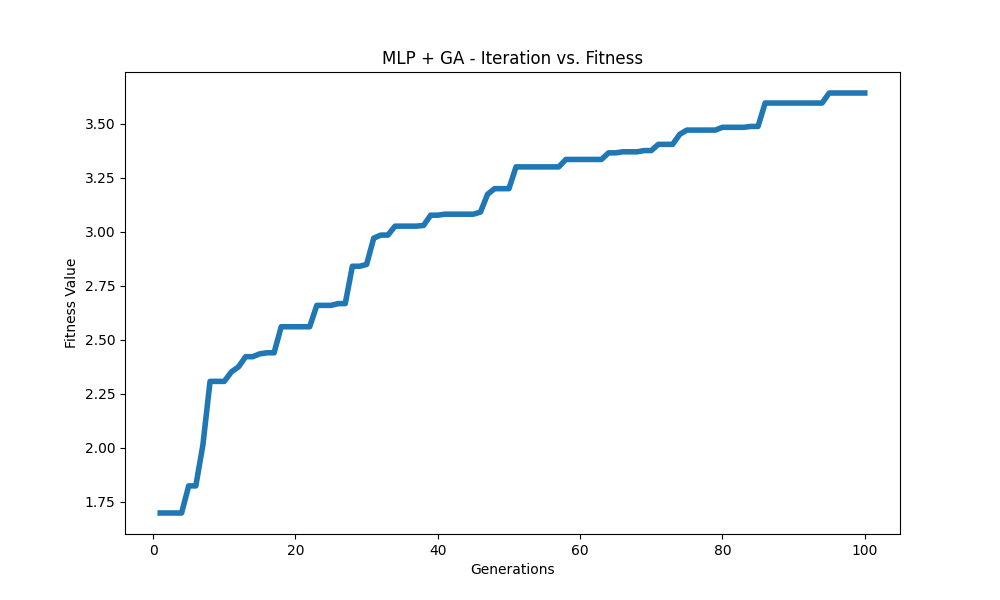 MLP + GA - Iteration vs. Fitness
3.50
3.25
3.00
2.75
2.50
2.25
2.00
1.75
Fitness Value
0 20 40 60 80 100
Generations